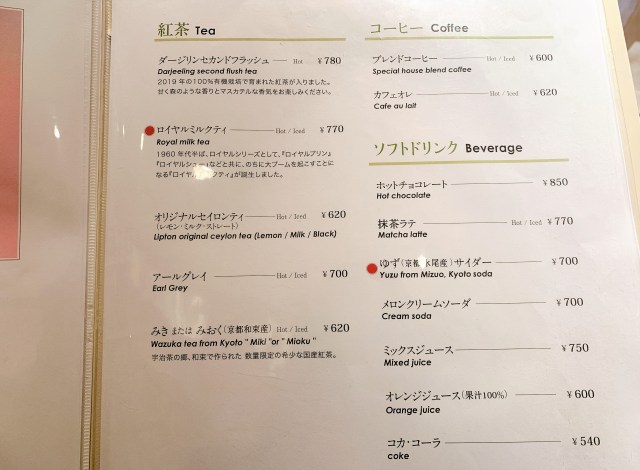 紅茶 Tea
ダージリンセカンドフラッシュ Hot ¥780
Darjeeling second flush tea
2019年の100%有機栽培で育まれた紅茶が入りました。
甘く森のような香りとマスカテルな香気をお楽しみください。
ロイヤルミルクティ Hot / Iced ¥770
Royal milk tea
1960年代半ば、ロイヤルシリーズとして、『ロイヤルプリン』
『ロイヤルシュー』などと共に、のちに大ブームを起こすことに
なる『ロイヤル ティ』が誕生しました。
オリジナルセイロンティ Hot / Iced ¥620
(レモン・ミルク・ストレート)
Lipton original ceylon tea (Lemon / Milk / Black)
アールグレイ Hot / Iced ¥700
Earl Grey
みき または みおく(京都和束産) Hot / Iced ¥620
Wazuka tea from Kyoto " Miki "or " Mioku "
宇治茶の郷、和束で作られた 数量限定の希少な国産紅茶。
コーヒー Coffee
ブレンドコーヒー Hot / Iced ¥600
Special house blend coffee
カフェオレ Hot / Iced ¥620
Cafe au lait
ソフトドリンク Beverage
ホットチョコレート ¥850
Hot chocolate
抹茶ラテ Hot / Iced ¥770
Matcha latte
ゆず(京都水尾産)サイダー ¥700
Yuzu from Mizuo, Kyoto soda
メロンクリームソーダ ¥700
Cream soda
ミックスジュース ¥750
Mixed juice
オレンジジュース(果汁100%) ¥600
Orange juice
コカ・コーラ ¥540
coke